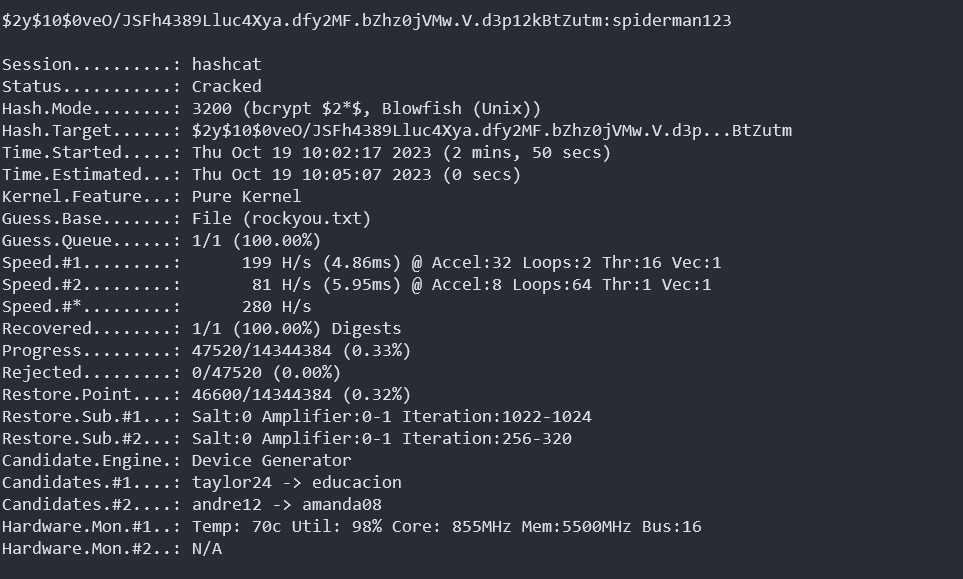 $2y$10$0veO/JSFh4389Lluc4Xya.dfy2MF.bZhz0jVMw.V.d3p12kBtZutm:spiderman123
Session..........: hashcat
Status...........: Cracked
Hash.Mode........: 3200 (bcrypt $2*$, Blowfish (Unix))
Hash.Target......: $2y$10$0veO/JSFh4389Lluc4Xya.dfy2MF.bZhz0jVMw.V.d3p...BtZutm
Time.Started.....: Thu Oct 19 10:02:17 2023 (2 mins, 50 secs)
Time.Estimated...: Thu Oct 19 10:05:07 2023 (0 secs)
Kernel.Feature...: Pure Kernel
Guess.Base.......: File (rockyou.txt)
Guess.Queue......: 1/1 (100.00%)
Speed.#1.........:      199 H/s (4.86ms) @ Accel:32 Loops:2 Thr:16 Vec:1
Speed.#2.........:       81 H/s (5.95ms) @ Accel:8 Loops:64 Thr:1 Vec:1
Speed.#*.........:      280 H/s
Recovered........: 1/1 (100.00%) Digests
Progress.........: 47520/14344384 (0.33%)
Rejected.........: 0/47520 (0.00%)
Restore.Point....: 46600/14344384 (0.32%)
Restore.Sub.#1...: Salt:0 Amplifier:0-1 Iteration:1022-1024
Restore.Sub.#2...: Salt:0 Amplifier:0-1 Iteration:256-320
Candidate.Engine.: Device Generator
Candidates.#1....: taylor24 -> educacion
Candidates.#2....: andre12 -> amanda08
Hardware.Mon.#1..: Temp: 70c Util: 98% Core: 855MHz Mem:5500MHz Bus:16
Hardware.Mon.#2..: N/A